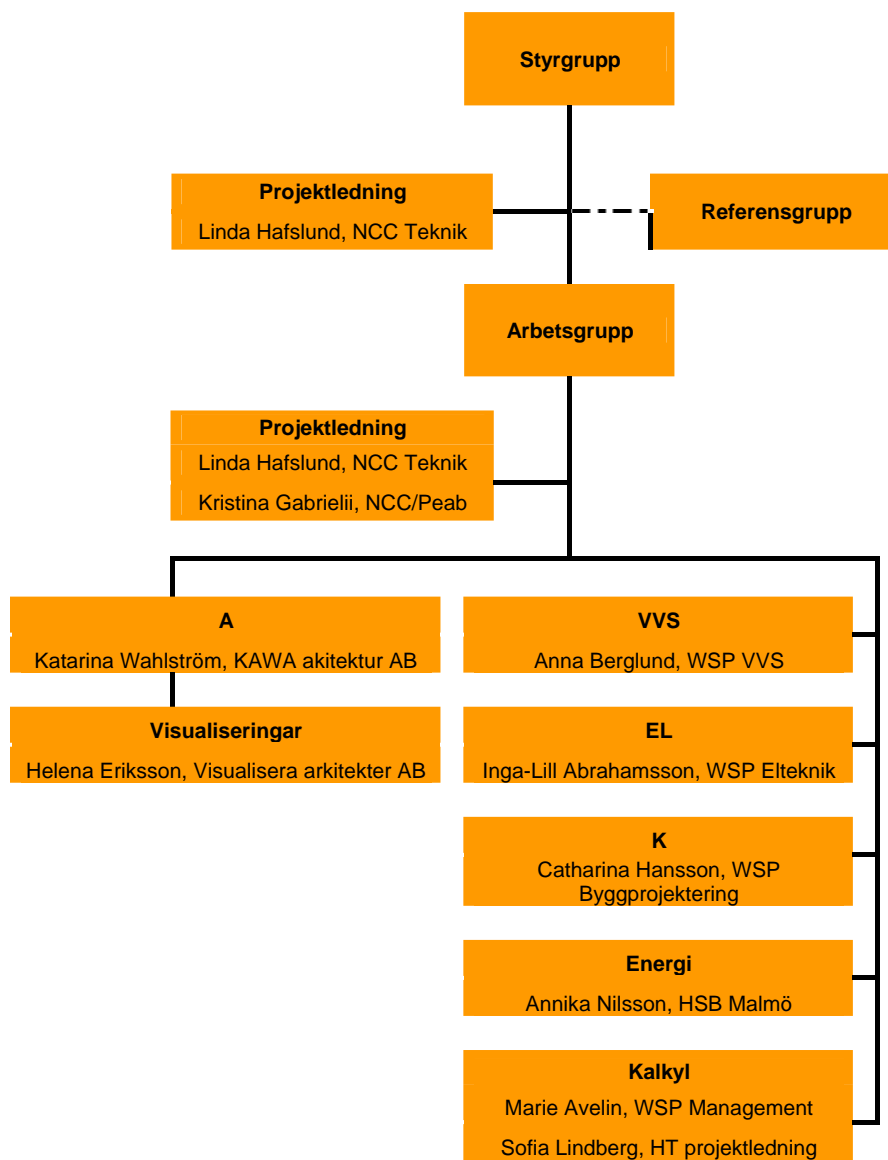 Styrgrupp
Projektledning
Linda Hafslund, NCC Teknik
Referensgrupp
Arbetsgrupp
Projektledning
Linda Hafslund, NCC Teknik
Kristina Gabrielii, NCC/Peab
A
Katarina Wahlström, KAWA akitektur AB
Visualiseringar
Helena Eriksson, Visualisera arkitekter AB
VVS
Anna Berglund, WSP VVS
EL
Inga-Lill Abrahamsson, WSP Elteknik
K
Catharina Hansson, WSP
Byggprojektering
Energi
Annika Nilsson, HSB Malmö
Kalkyl
Marie Avelin, WSP Management
Sofia Lindberg, HT projektledning